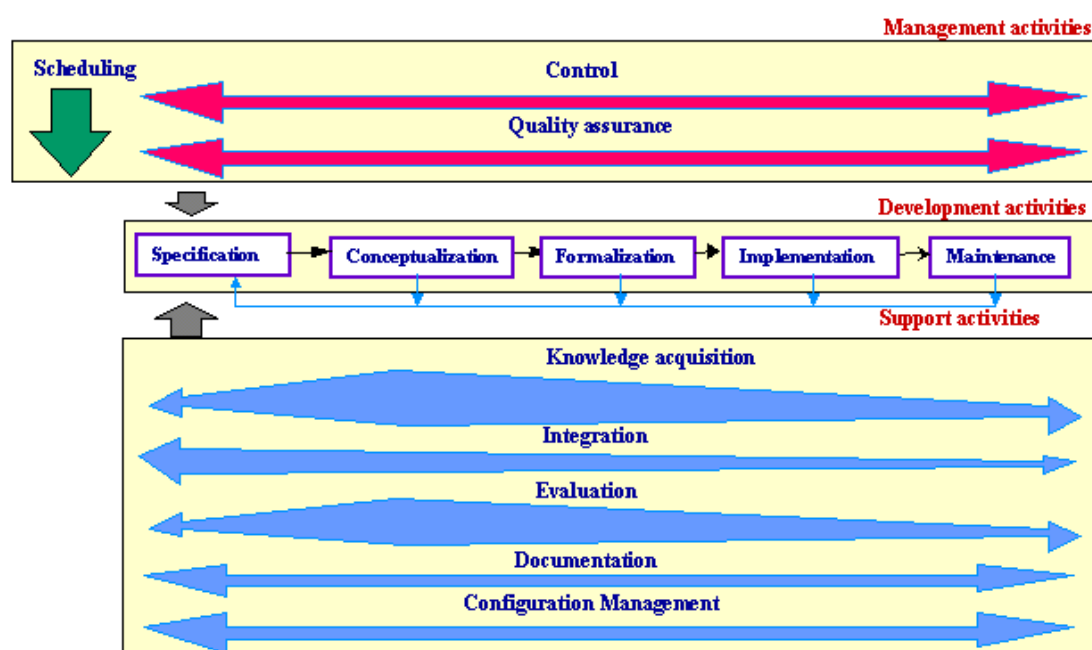 Management activities
Scheduling
Control
Quality assurance
Development activities
Specification
Conceptualization
Formalization
Implementation
Maintenance
Support activities
Knowledge acquisition
Integration
Evaluation
Documentation
Configuration Management